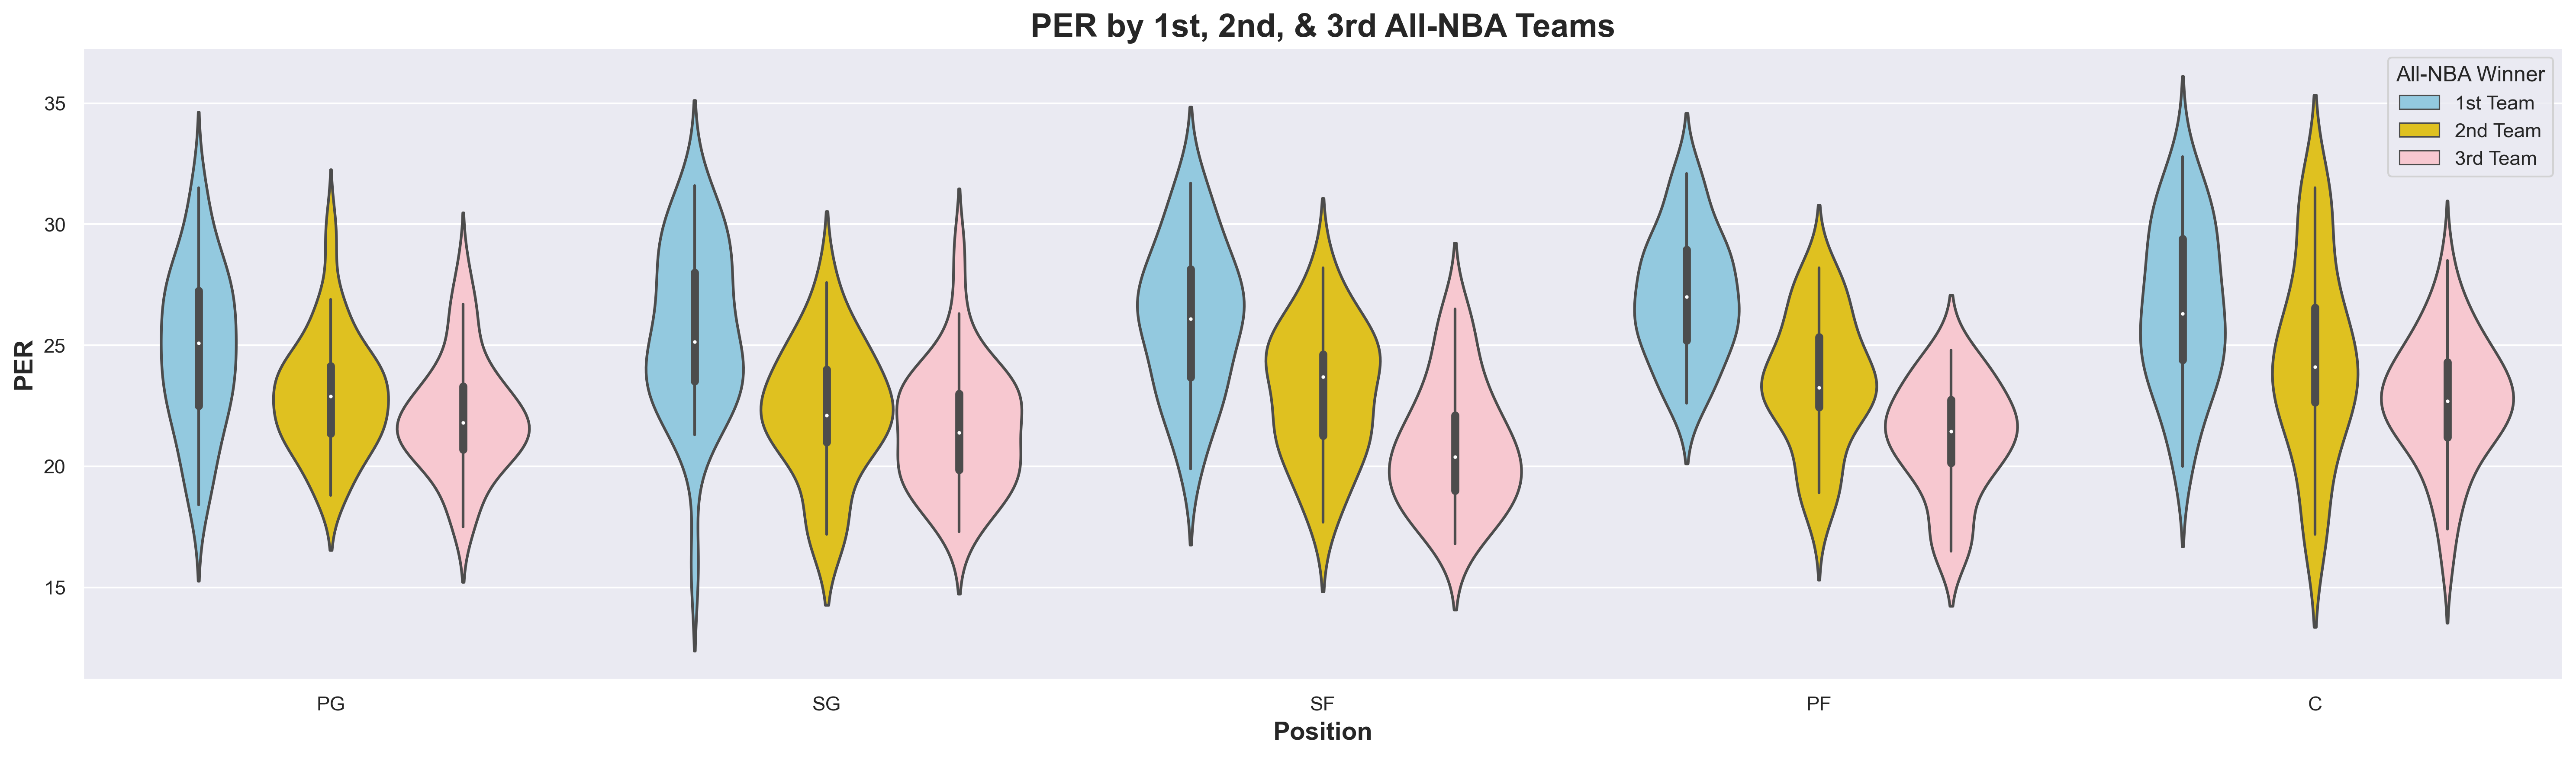 PER by 1st, 2nd, & 3rd All-NBA Teams
All-NBA Winner
1st Team
2nd Team
3rd Team
PER
35
30
25
20
15
PG
SG
SF
PF
C
Position